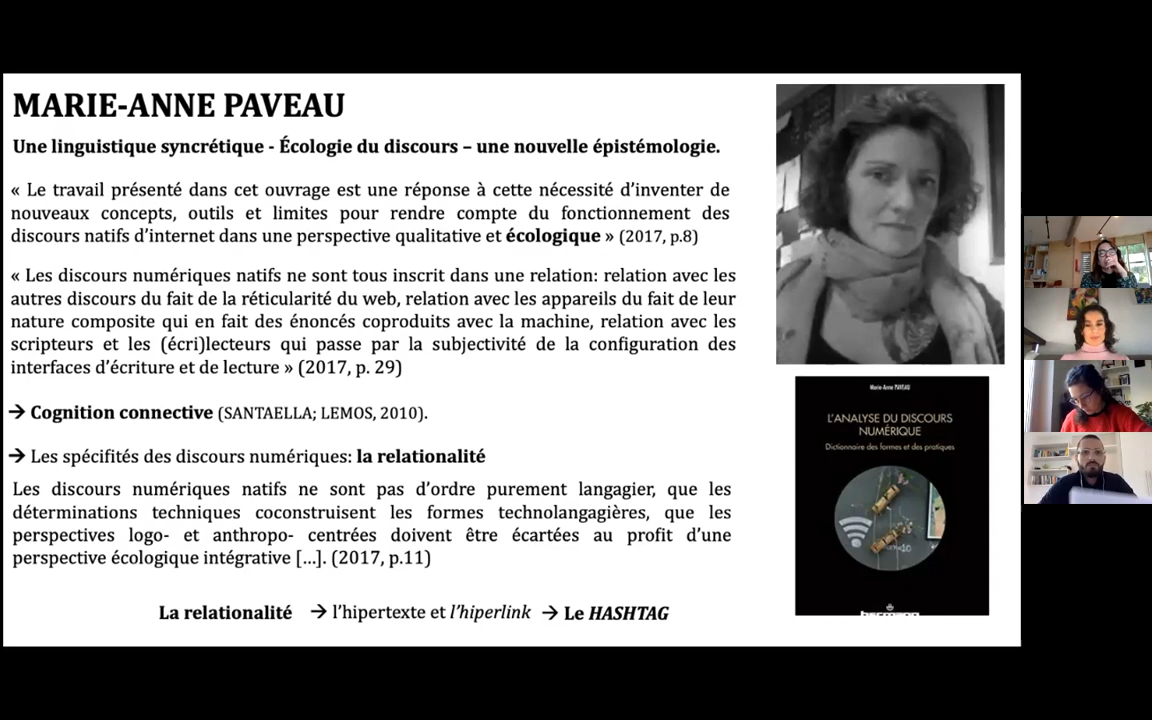 MARIE-ANNE PAVEAU
Une linguistique syncrétique - Écologie du discours – une nouvelle épistémologie.
« Le travail présenté dans cet ouvrage est une réponse à cette nécessité d’inventer de
nouveaux concepts, outils et limites pour rendre compte du fonctionnement des
discours natifs d’internet dans une perspective qualitative et écologique » (2017, p.8)
« Les discours numériques natifs ne sont tous inscrit dans une relation: relation avec les
autres discours du fait de la réticularité du web, relation avec les appareils du fait de leur
nature composite qui en fait des énoncés coproduits avec la machine, relation avec les
scripteurs et les (écri)lecteurs qui passe par la subjectivité de la configuration des
interfaces d’écriture et de lecture » (2017, p. 29)
→ Cognition connective (SANTAELLA; LEMOS, 2010).
→ Les spécifités des discours numériques: la relationalité
Les discours numériques natifs ne sont pas d’ordre purement langagier, que les
déterminations techniques coconstruisent les formes technolangagières, que les
perspectives logo- et anthropo- centrées doivent être écartées au profit d’une
perspective écologique intégrative [...]. (2017, p.11)
La relationalité → l’hipertexte et l’hiperlink → Le HASHTAG
Marie-Anne PAVEAU
L'ANALYSE DU DISCOURS
NUMÉRIQUE
Dictionnaire des formes et des pratiques